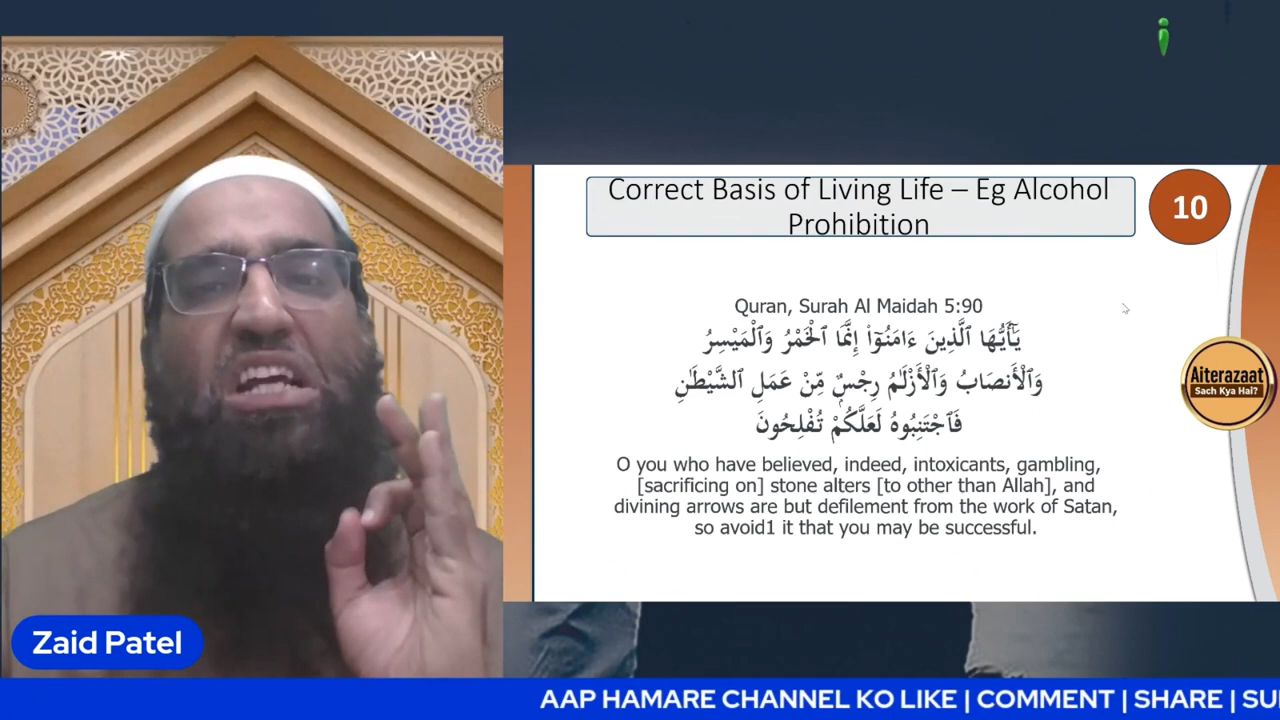 Correct Basis of Living Life – Eg Alcohol
Prohibition
10
Quran, Surah Al Maidah 5:90
يَٰٓأَيُّهَا ٱلَّذِينَ ءَامَنُوٓا۟ إِنَّمَا ٱلْخَمْرُ وَٱلْمَيْسِرُ
وَٱلْأَنصَابُ وَٱلْأَزْلَٰمُ رِجْسٌ مِّنْ عَمَلِ ٱلشَّيْطَٰنِ
فَٱجْتَنِبُوهُ لَعَلَّكُمْ تُفْلِحُونَ
O you who have believed, indeed, intoxicants, gambling,
[sacrificing on] stone alters [to other than Allah], and
divining arrows are but defilement from the work of Satan,
so avoid1 it that you may be successful.
Aiterazaat
Sach Kya Hai?
Zaid Patel
AAP HAMARE CHANNEL KO LIKE | COMMENT | SHARE | SU